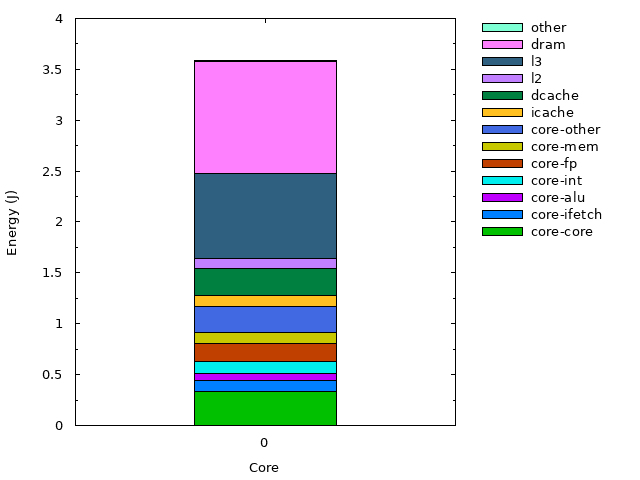 4
3.5
3
2.5
2
1.5
1
0.5
0
Energy (J)
0
Core
other
dram
l3
l2
dcache
icache
core-other
core-mem
core-fp
core-int
core-alu
core-ifetch
core-core